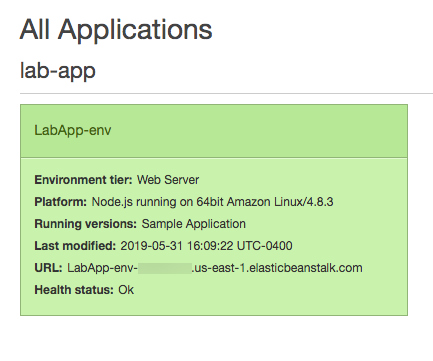 All Applications
lab-app
LabApp-env
Environment tier: Web Server
Platform: Node.js running on 64bit Amazon Linux/4.8.3
Running versions: Sample Application
Last modified: 2019-05-31 16:09:22 UTC-0400
URL: LabApp-env- .us-east-1.elasticbeanstalk.com
Health status: Ok